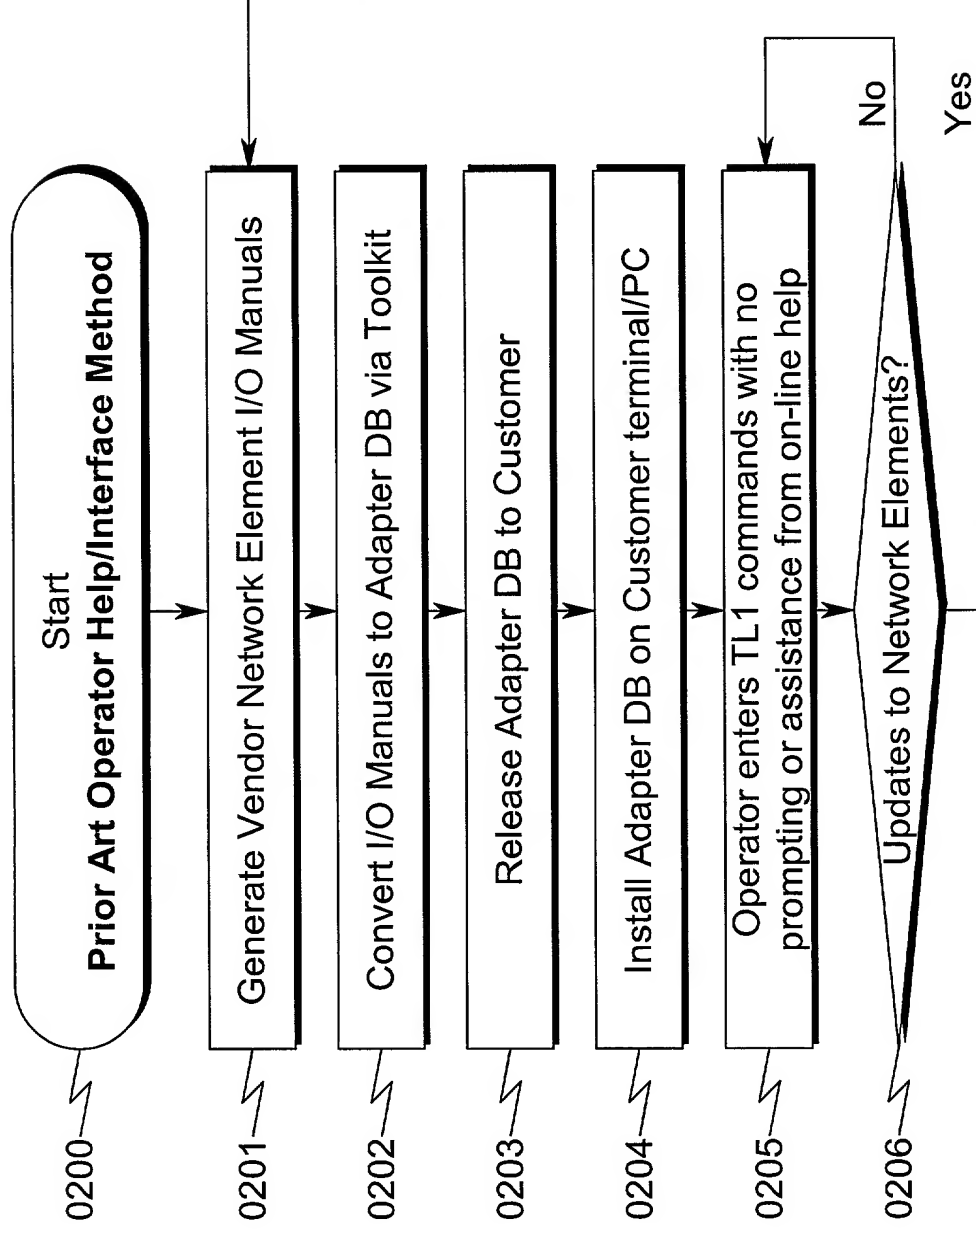 Start
Prior Art Operator Help/Interface Method
0200
Generate Vendor Network Element I/O Manuals
0201
Convert I/O Manuals to Adapter DB via Toolkit
0202
Release Adapter DB to Customer
0203
Install Adapter DB on Customer terminal/PC
0204
Operator enters TL1 commands with no
prompting or assistance from on-line help
0205
Updates to Network Elements?
0206
No
Yes